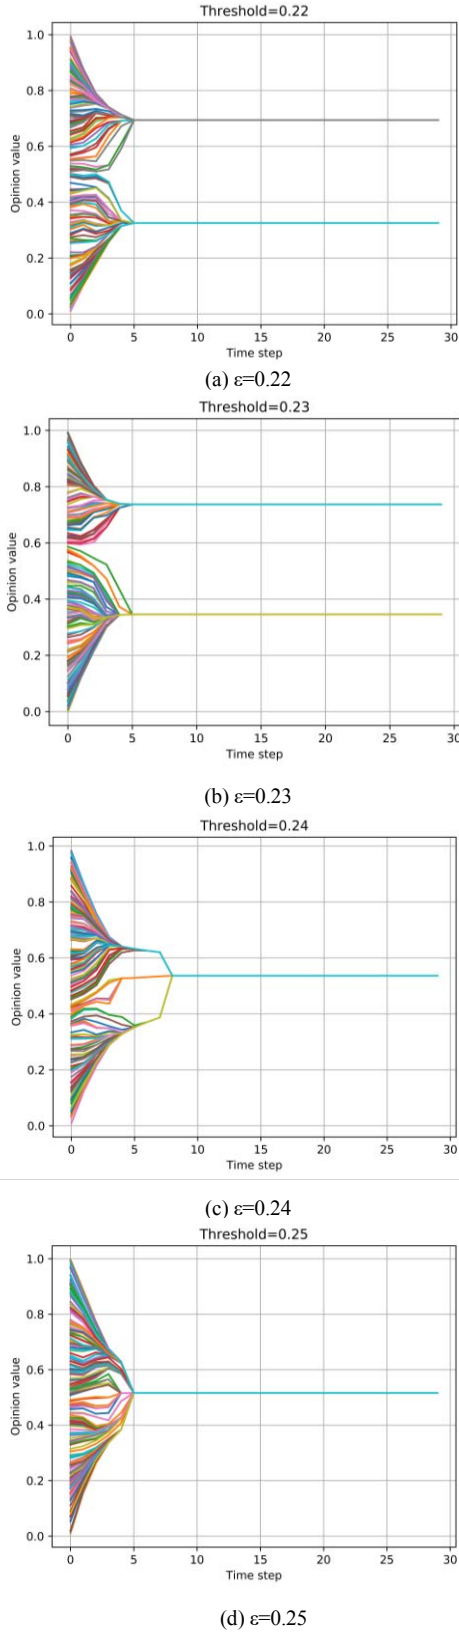 Threshold=0.22
1.0
0.8
0.6
0.4
0.2
0.0
Opinion value
0 5 10 15 20 25 30
Time step
(a) ε=0.22
Threshold=0.23
1.0
0.8
0.6
0.4
0.2
0.0
Opinion value
0 5 10 15 20 25 30
Time step
(b) ε=0.23
Threshold=0.24
1.0
0.8
0.6
0.4
0.2
0.0
Opinion value
0 5 10 15 20 25 30
Time step
(c) ε=0.24
Threshold=0.25
1.0
0.8
0.6
0.4
0.2
0.0
Opinion value
0 5 10 15 20 25 30
Time step
(d) ε=0.25